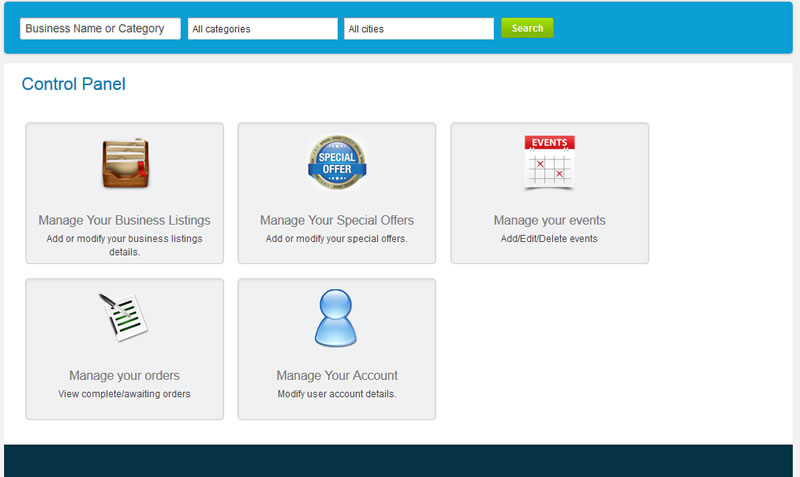 Business Name or Category
All categories
All cities
Search
Control Panel
SPECIAL
OFFER
EVENTS
Manage Your Business Listings
Manage Your Special Offers
Manage your events
Add or modify your business listings
details.
Add or modify your special offers.
Add/Edit/Delete events
Manage your orders
Manage Your Account
View complete/awaiting orders
Modify user account details.